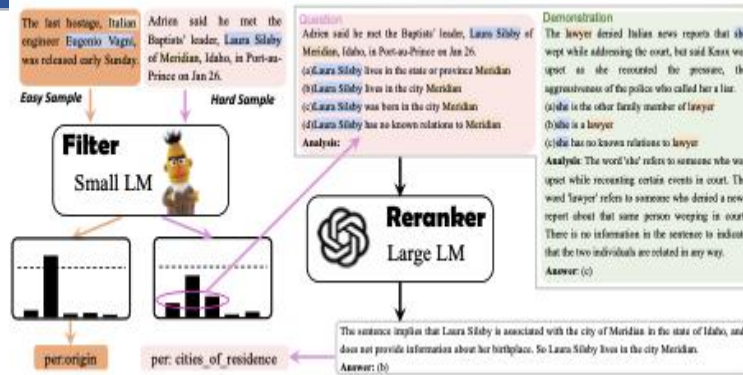 The fast hostage, Italian
engineer Eugenio Vagni,
was released early Sunday.
Adrien said he met the
Baptists' leader, Laura Silsby
of Meridian, Idaho, in Port-au-
Prince on Jan 26.
Easy Sample
Hard Sample
Filter
Small LM
per:origin
per: cities_of_residence
Question
Adrien said he met the Baptists' leader, Laura Silsby of
Meridian, Idaho, in Port-au-Prince on Jan 26.
(a)Laura Silsby lives in the state or province Meridian
(b)Laura Silsby lives in the city Meridian
(c)Laura Silsby was born in the city Meridian
(d)Laura Silsby has no known relations to Meridian
Analysis:
Reranker
Large LM
The sentence implies that Laura Silsby is associated with the city of Meridian in the state of Idaho, and
does not provide information about her birthplace. So Laura Silsby lives in the city Meridian.
Answer: (b)
Demonstration
The lawyer denied Italian news reports that she
wept while addressing the court, but said Knox was
upset as she recounted the pressure, the
aggressiveness of the police who called her a liar.
(a)she is the other family member of lawyer
(b)she is a lawyer
(c)she has no known relations to lawyer
Analysis: The word 'she' refers to someone who was
upset while recounting certain events in court. The
word 'lawyer' refers to someone who denied a news
report about that same person weeping in court.
There is no information in the sentence to indicate
that the two individuals are related in any way.
Answer: (c)